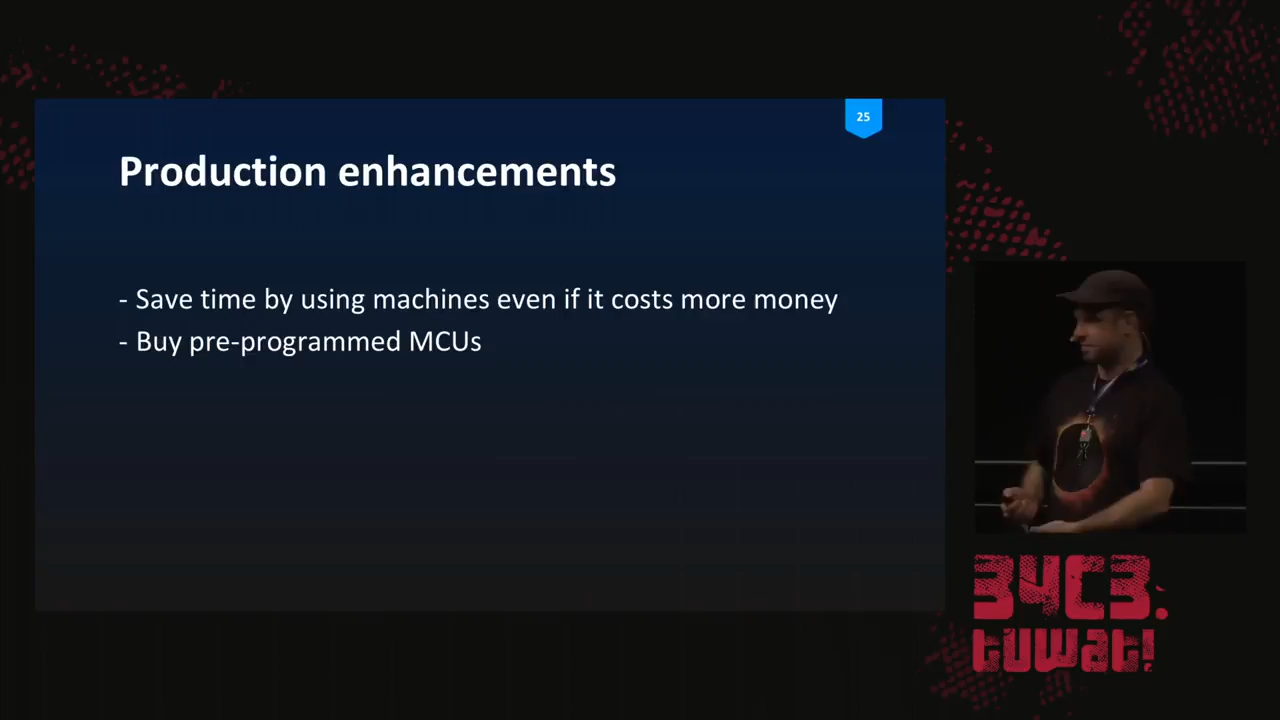 25
Production enhancements
- Save time by using machines even if it costs more money
- Buy pre-programmed MCUs
34C3.
tuwat!